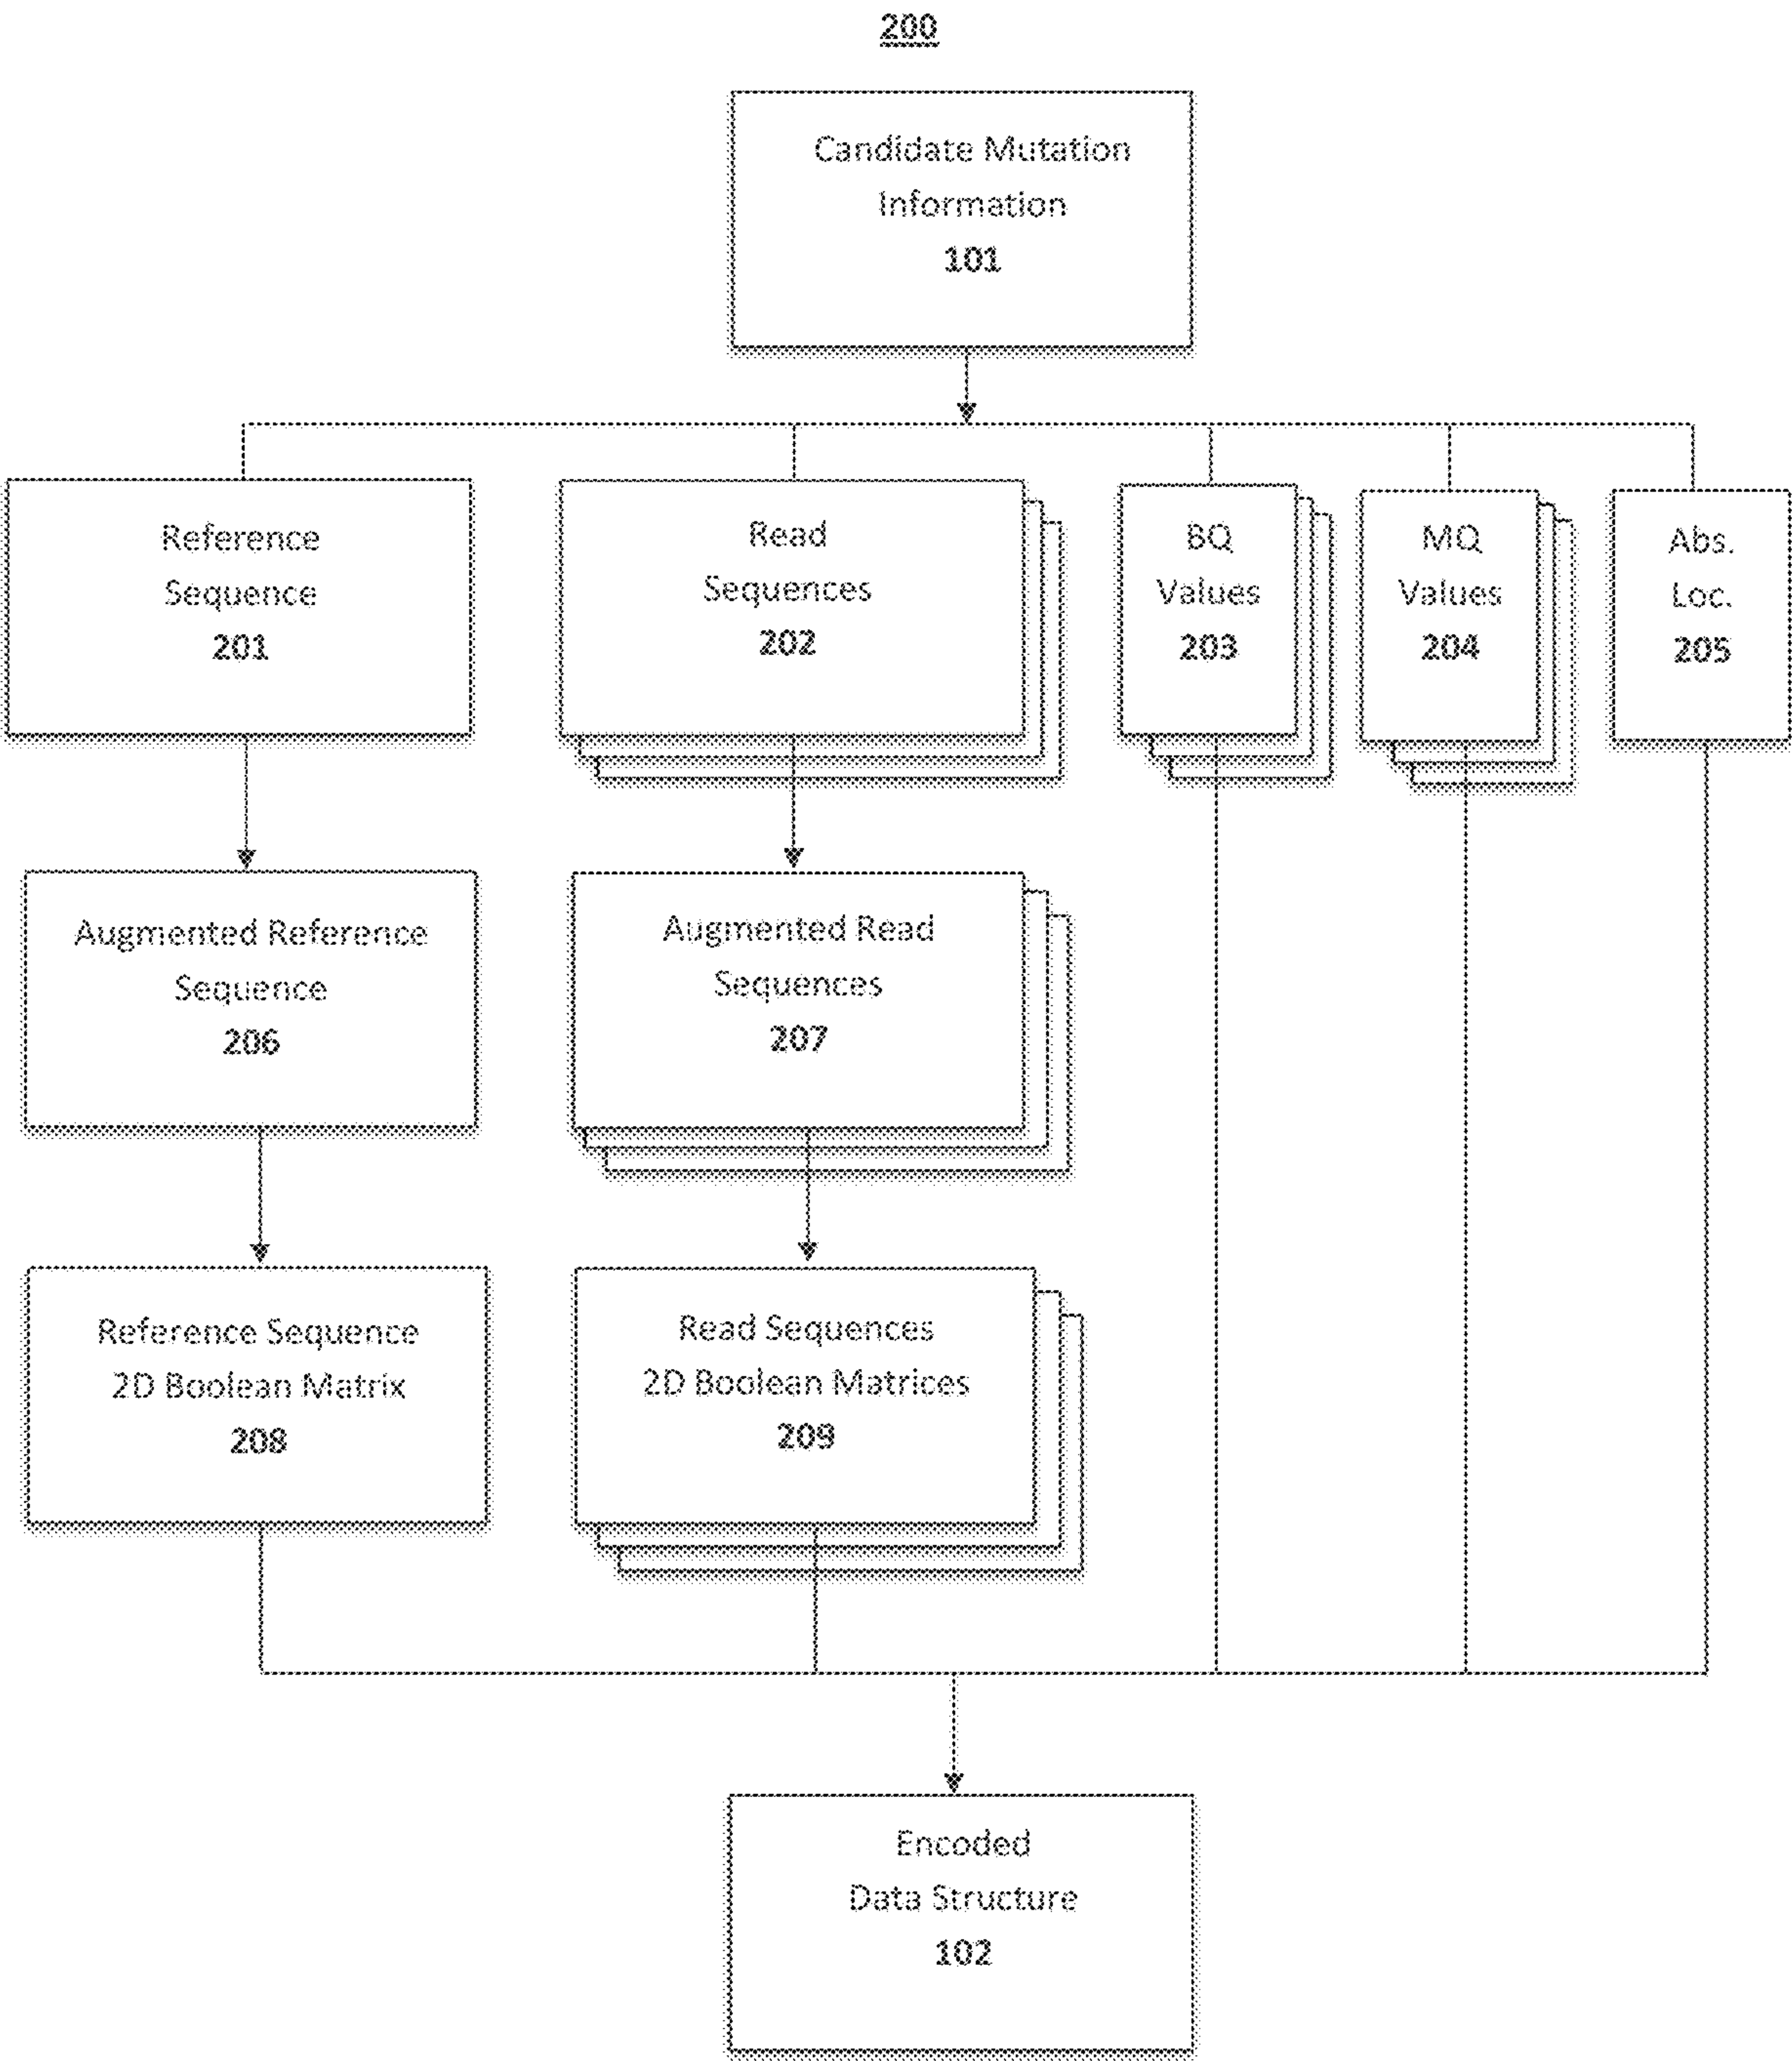 200
Candidate Mutation
Information
101
Reference
Sequence
201
Read
Sequences
202
BQ
Values
203
MQ
Values
204
Abs.
Loc.
205
Augmented Reference
Sequence
206
Augmented Read
Sequences
207
Reference Sequence
2D Boolean Matrix
208
Read Sequences
2D Boolean Matrices
209
Encoded
Data Structure
102